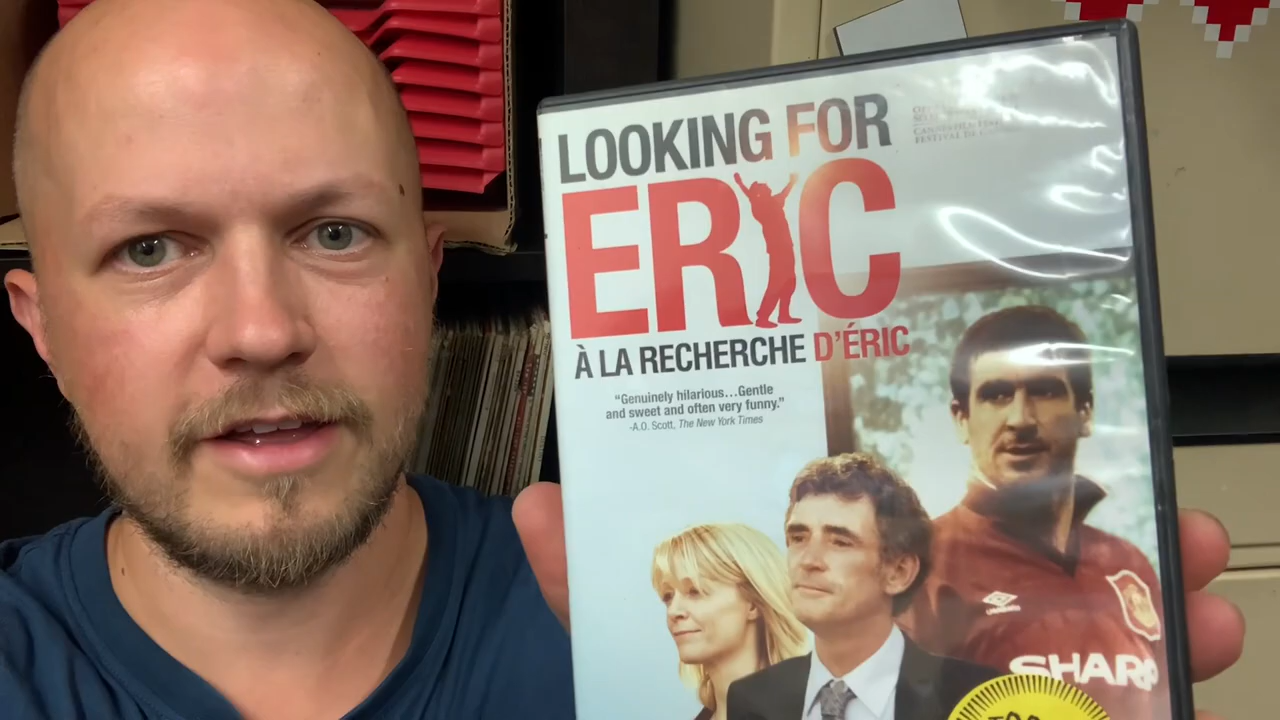 LOOKING FOR
ERIC
À LA RECHERCHE D'ÉRIC
"Genuinely hilarious...Gentle
and sweet and often very funny."
-A.O. Scott, The New York Times
umbro
SHARP